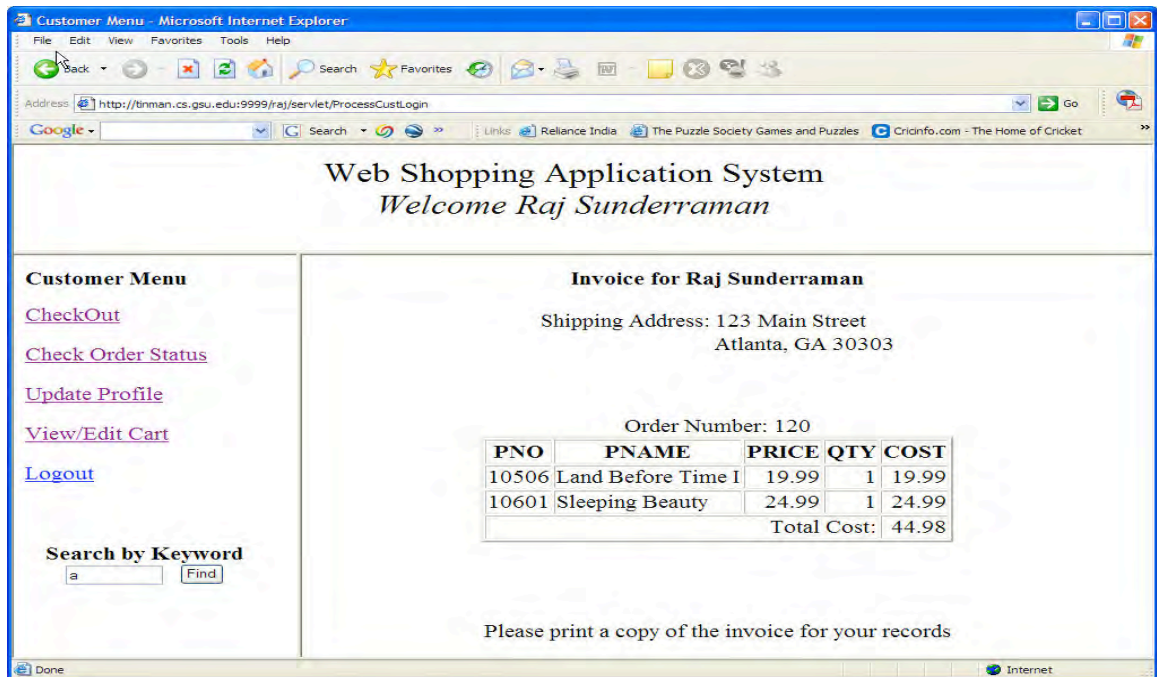 Customer Menu - Microsoft Internet Explorer
File Edit View Favorites Tools Help
Back Search Favorites
Address http://tinman.cs.gsu.edu:9999/raj/servlet/ProcessCustLogin Go
Google Search » Links Reliance India The Puzzle Society Games and Puzzles Cricinfo.com - The Home of Cricket »
Web Shopping Application System
Welcome Raj Sunderraman
Customer Menu
CheckOut
Check Order Status
Update Profile
View/Edit Cart
Logout
Search by Keyword
a Find
Invoice for Raj Sunderraman
Shipping Address: 123 Main Street
Atlanta, GA 30303
Order Number: 120
PNO PNAME PRICE QTY COST
10506 Land Before Time I 19.99 1 19.99
10601 Sleeping Beauty 24.99 1 24.99
Total Cost: 44.98
Please print a copy of the invoice for your records
Done Internet